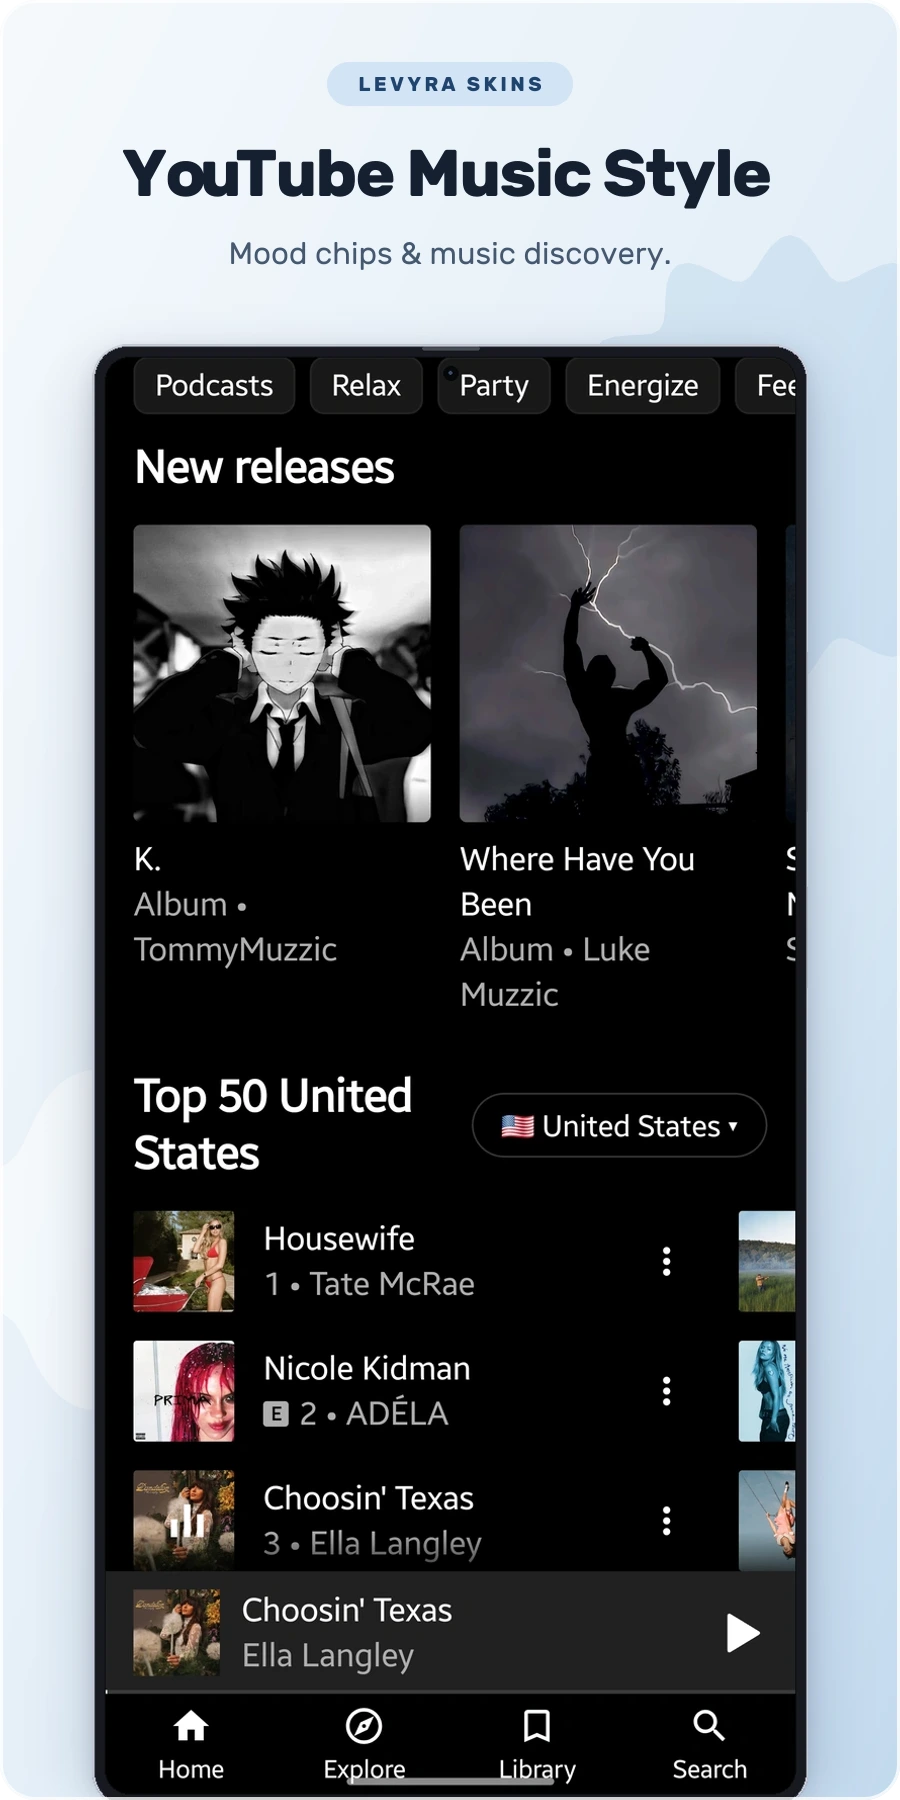 LEVYRA SKINS
YouTube Music Style
Mood chips & music discovery.
Podcasts
Relax
Party
Energize
Fee
New releases
K.
Album •
TommyMuzzic
Where Have You
Been
Album • Luke
Muzzic
Top 50 United
States
🇺🇸 United States ▾
Housewife
1 • Tate McRae
PRIMA
Nicole Kidman
E 2 • ADÉLA
Choosin' Texas
3 • Ella Langley
Choosin' Texas
Ella Langley
Home
Explore
Library
Search